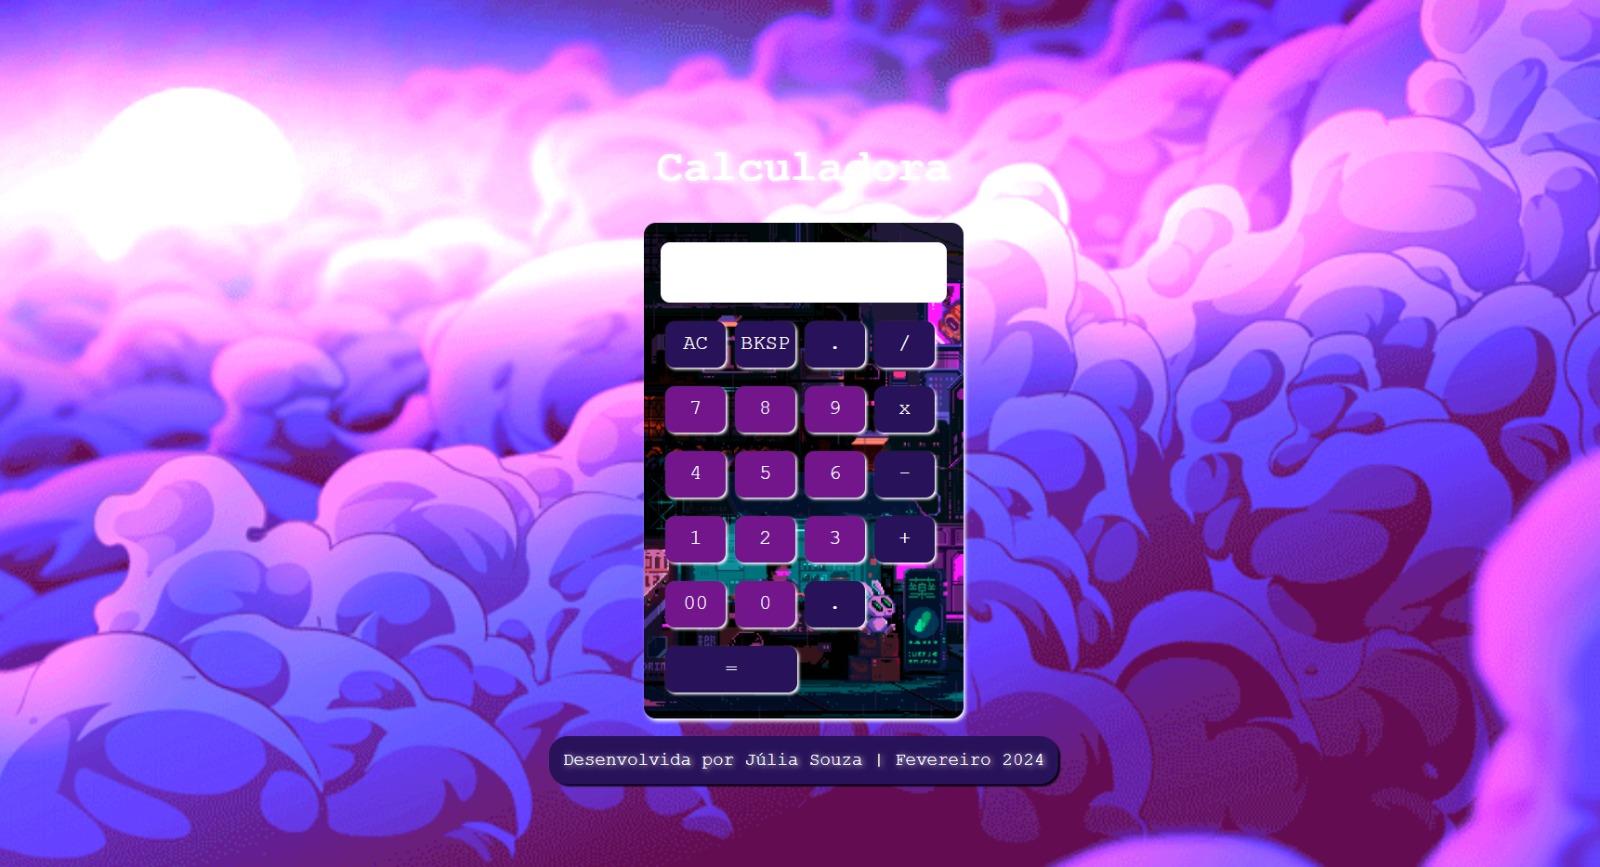 Calculadora
AC BKSP . /
7 8 9 x
4 5 6 -
1 2 3 +
00 0 .
=
Desenvolvida por Júlia Souza | Fevereiro 2024